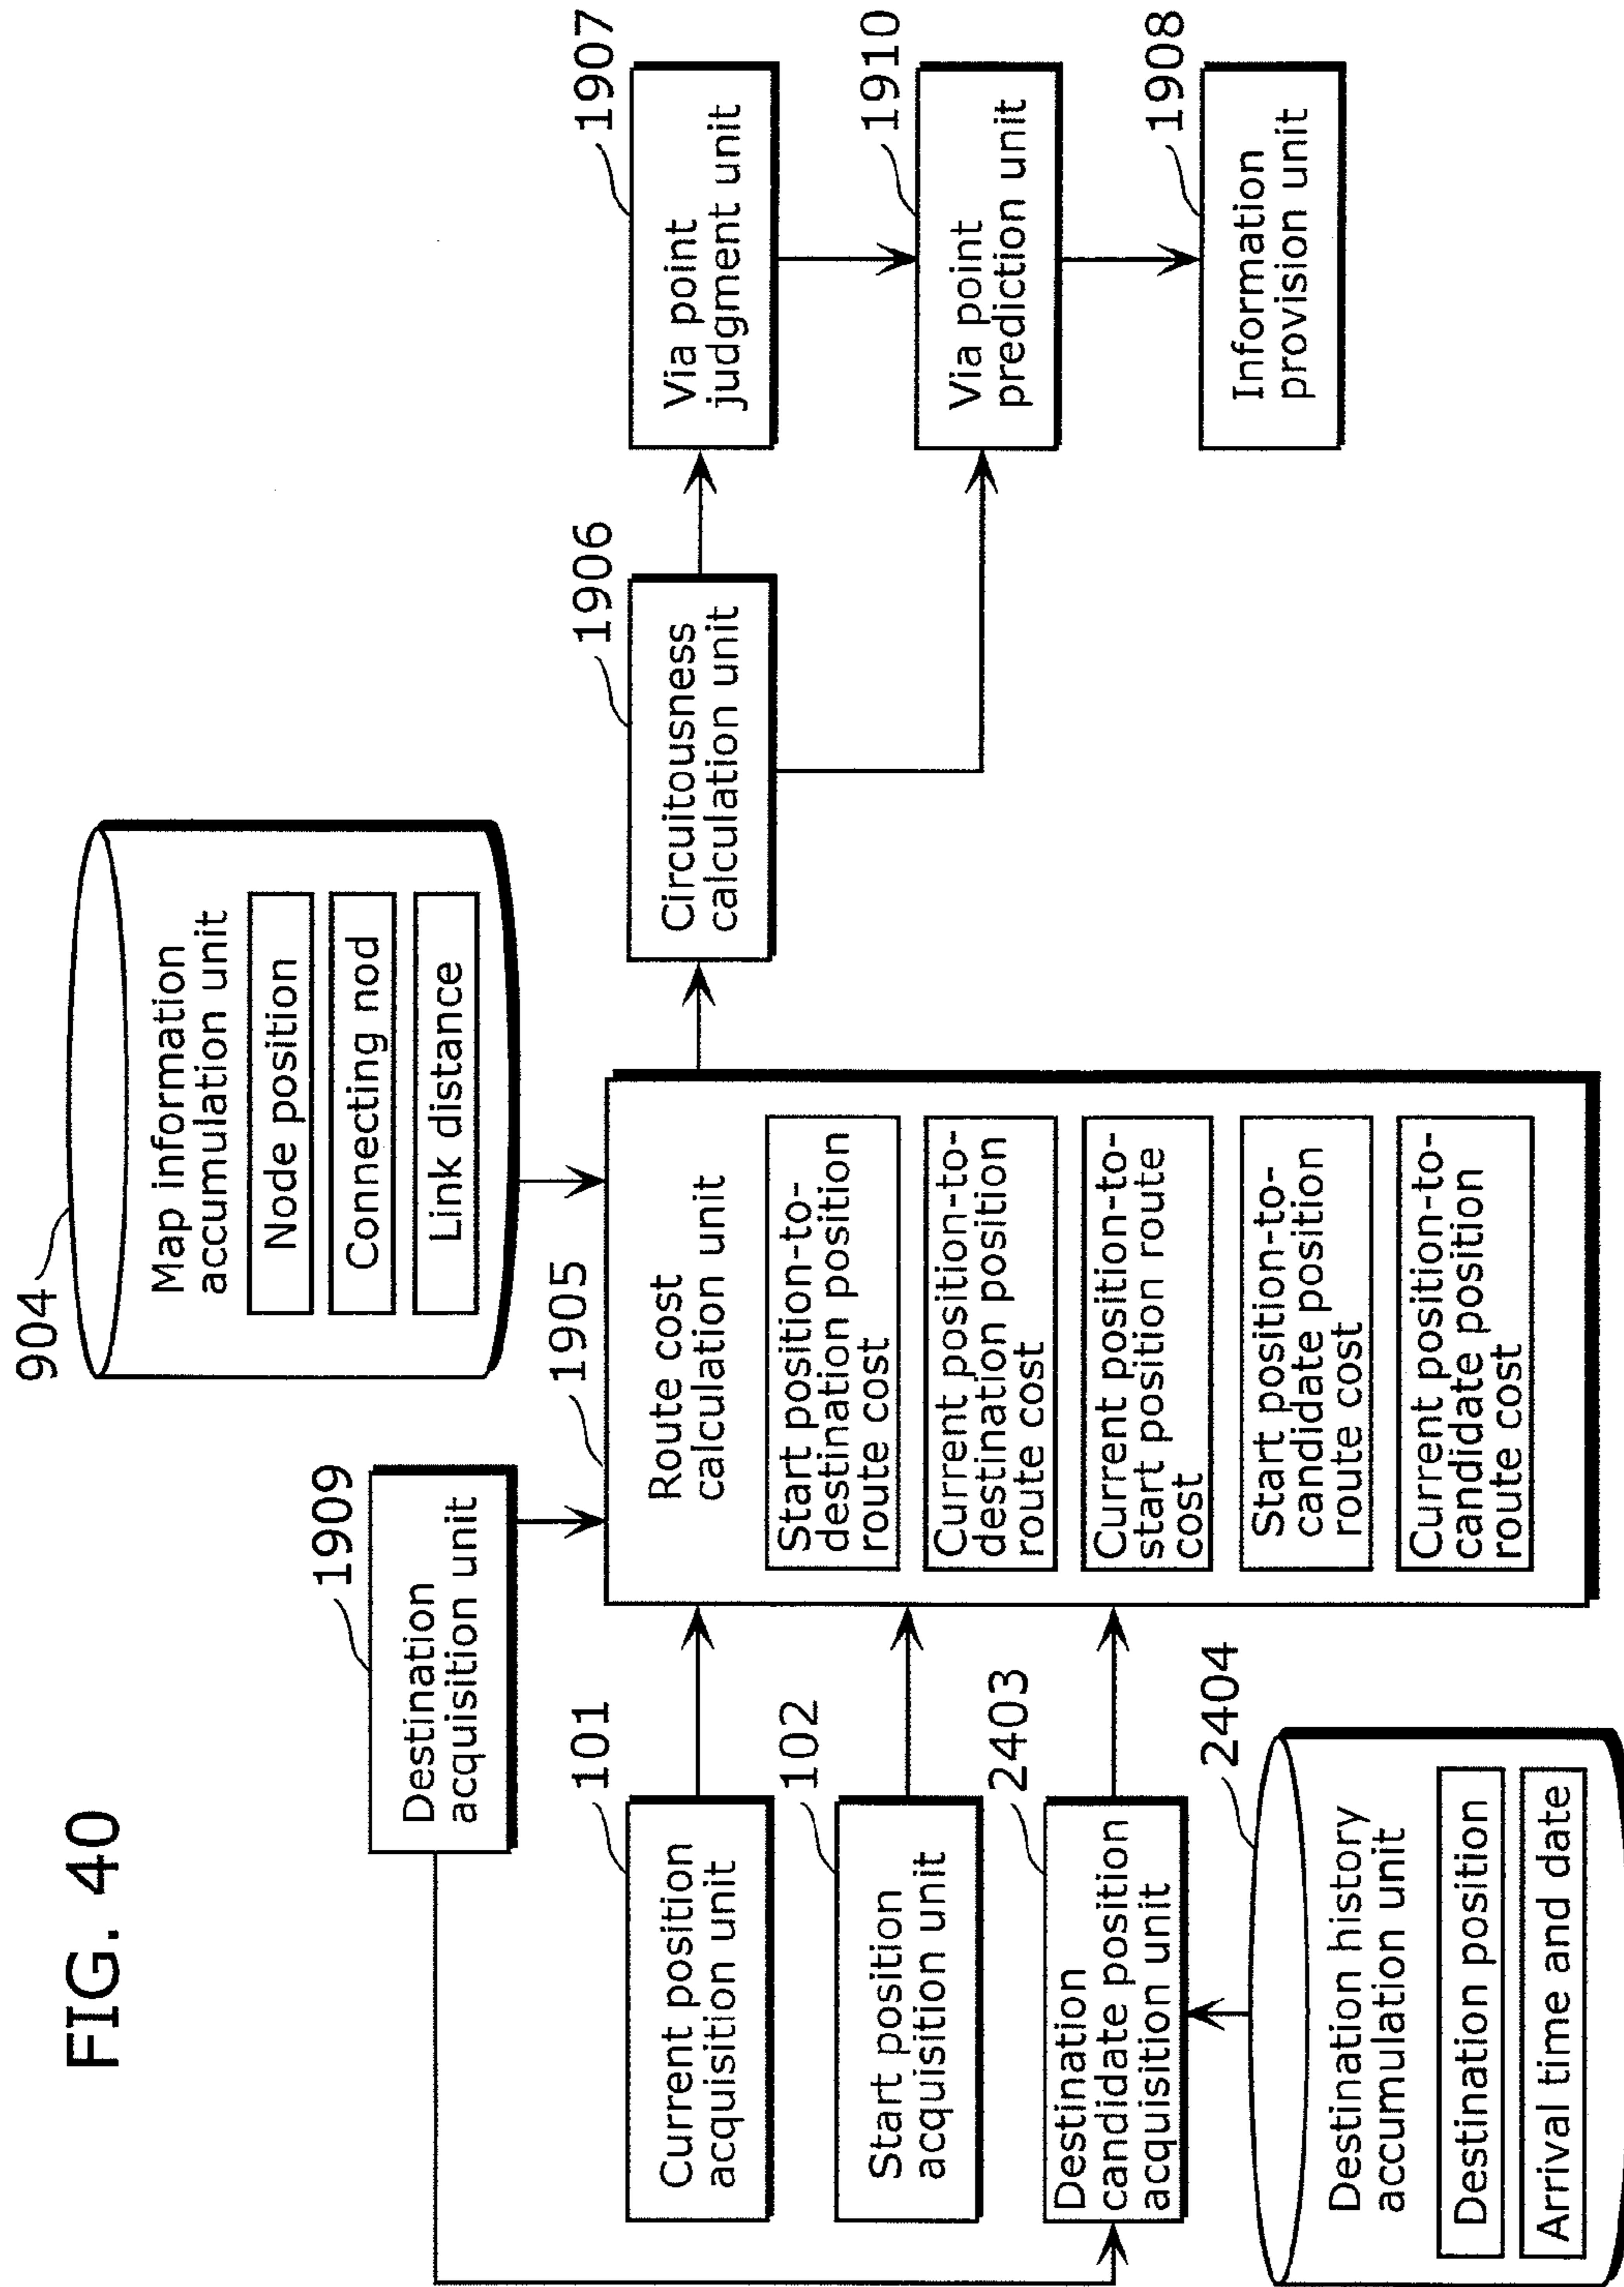 FIG. 40
904
Map information
accumulation unit
Node position
Connecting nod
Link distance
1909
Destination
acquisition unit
101
Current position
acquisition unit
102
Start position
acquisition unit
2403
Destination
candidate position
acquisition unit
2404
Destination history
accumulation unit
Destination position
Arrival time and date
1905
Route cost
calculation unit
Start position-to-
destination position
route cost
Current position-to-
destination position
route cost
Current position-to-
start position route
cost
Start position-to-
candidate position
route cost
Current position-to-
candidate position
route cost
1906
Circuitousness
calculation unit
1907
Via point
judgment unit
1910
Via point
prediction unit
1908
Information
provision unit